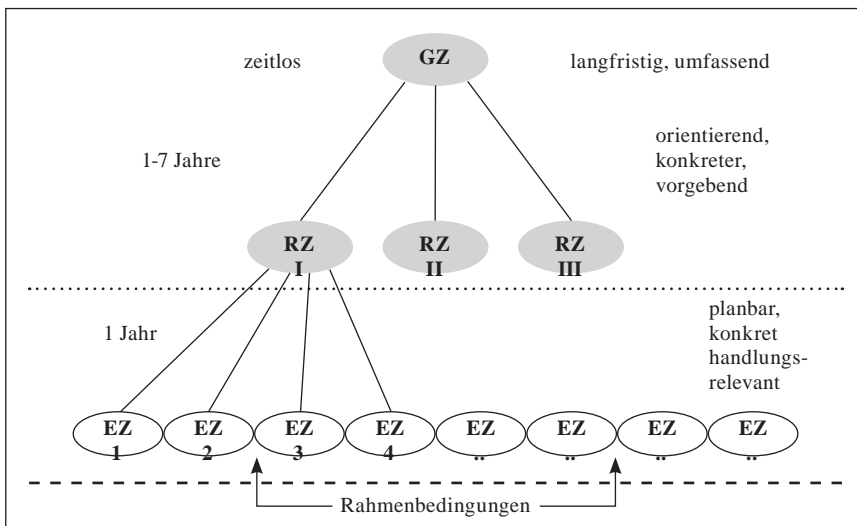 zeitlos GZ langfristig, umfassend
1-7 Jahre
orientierend,
konkreter,
vorgebend
RZ RZ RZ
I II III
1 Jahr
planbar,
konkret
handlungs-
relevant
EZ EZ EZ EZ EZ EZ EZ EZ
1 2 3 4 .. .. .. ..
Rahmenbedingungen